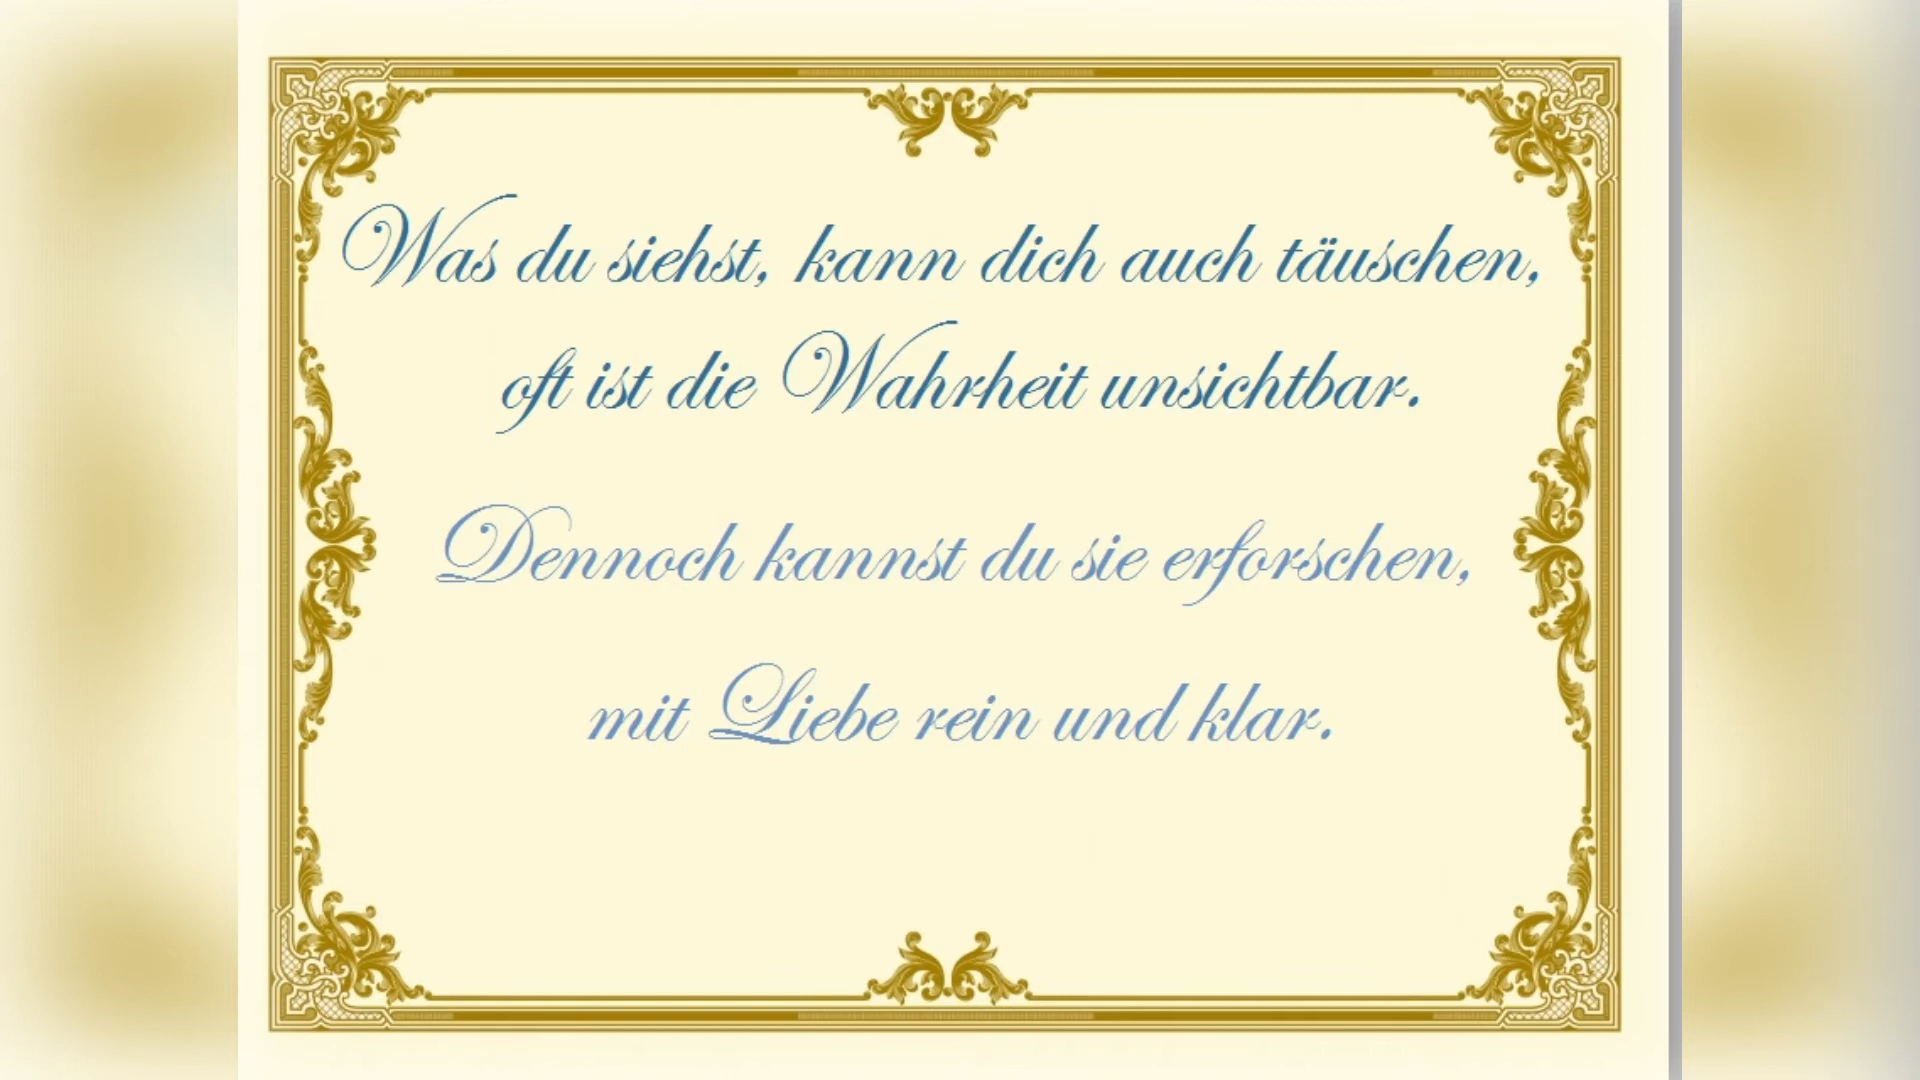 Was du siehst, kann dich auch täuschen,
oft ist die Wahrheit unsichtbar.
Dennoch kannst du sie erforschen,
mit Liebe rein und klar.